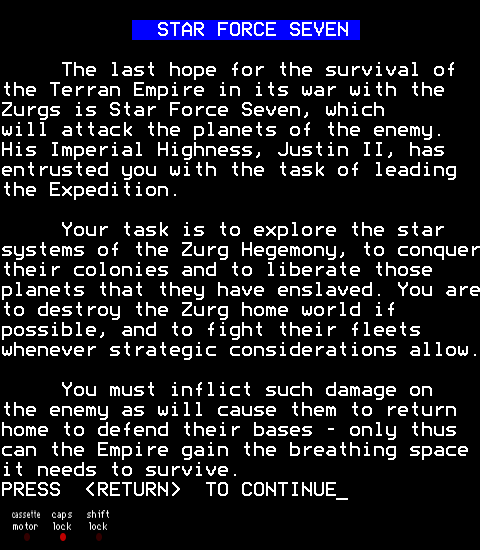 STAR FORCE SEVEN
The last hope for the survival of
the Terran Empire in its war with the
Zurgs is Star Force Seven, which
will attack the planets of the enemy.
His Imperial Highness, Justin II, has
entrusted you with the task of leading
the Expedition.
Your task is to explore the star
systems of the Zurg Hegemony, to conquer
their colonies and to liberate those
planets that they have enslaved. You are
to destroy the Zurg home world if
possible, and to fight their fleets
whenever strategic considerations allow.
You must inflict such damage on
the enemy as will cause them to return
home to defend their bases - only thus
can the Empire gain the breathing space
it needs to survive.
PRESS <RETURN> TO CONTINUE_
cassette caps shift
motor lock lock